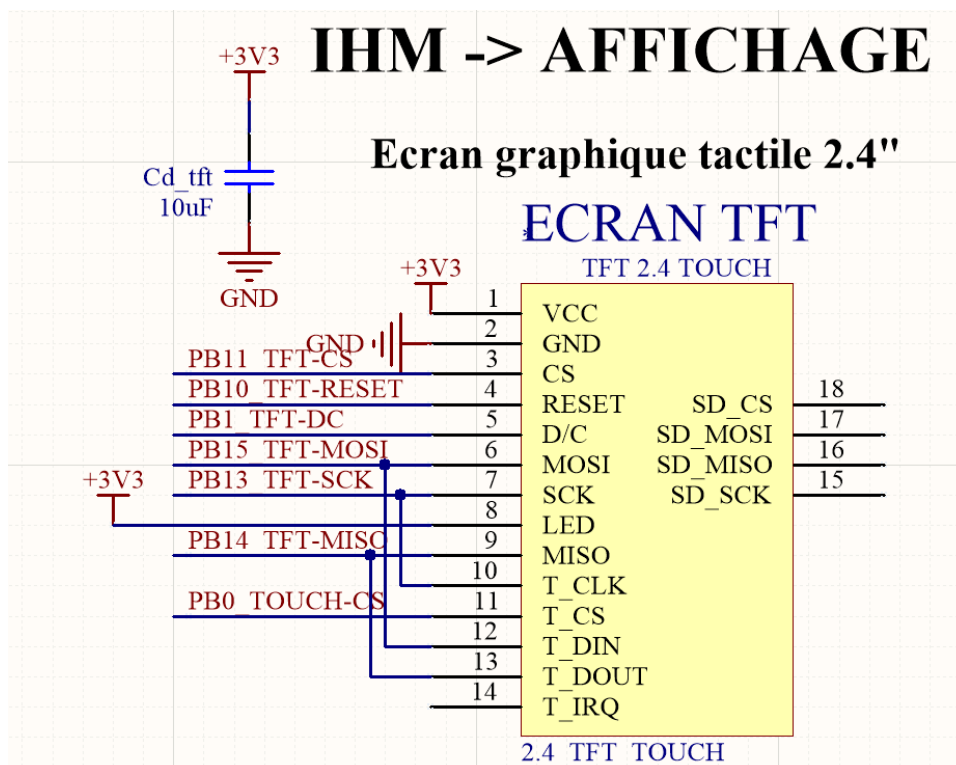 IHM -> AFFICHAGE
+3V3
Ecran graphique tactile 2.4"
Cd_tft
10uF
ECRAN TFT
*
TFT 2.4 TOUCH
+3V3
GND
1 VCC
GND 2 GND
PB11_TFT-CS 3 CS
PB10_TFT-RESET 4 RESET SD_CS 18
PB1_TFT-DC 5 D/C SD_MOSI 17
PB15_TFT-MOSI 6 MOSI SD_MISO 16
PB13_TFT-SCK 7 SCK SD_SCK 15
+3V3 8 LED
PB14_TFT-MISO 9 MISO
10 T_CLK
PB0_TOUCH-CS 11 T_CS
12 T_DIN
13 T_DOUT
14 T_IRQ
2.4_TFT_TOUCH